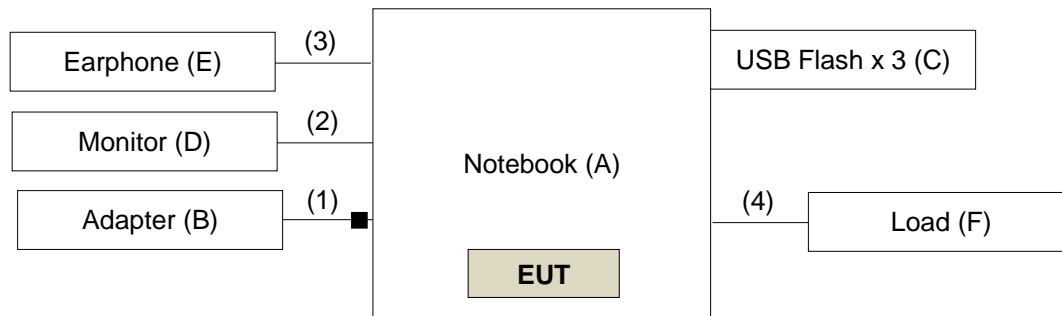 Earphone (E)
(3)
USB Flash x 3 (C)
Monitor (D)
(2)
Notebook (A)
Adapter (B)
(1)
(4)
Load (F)
EUT